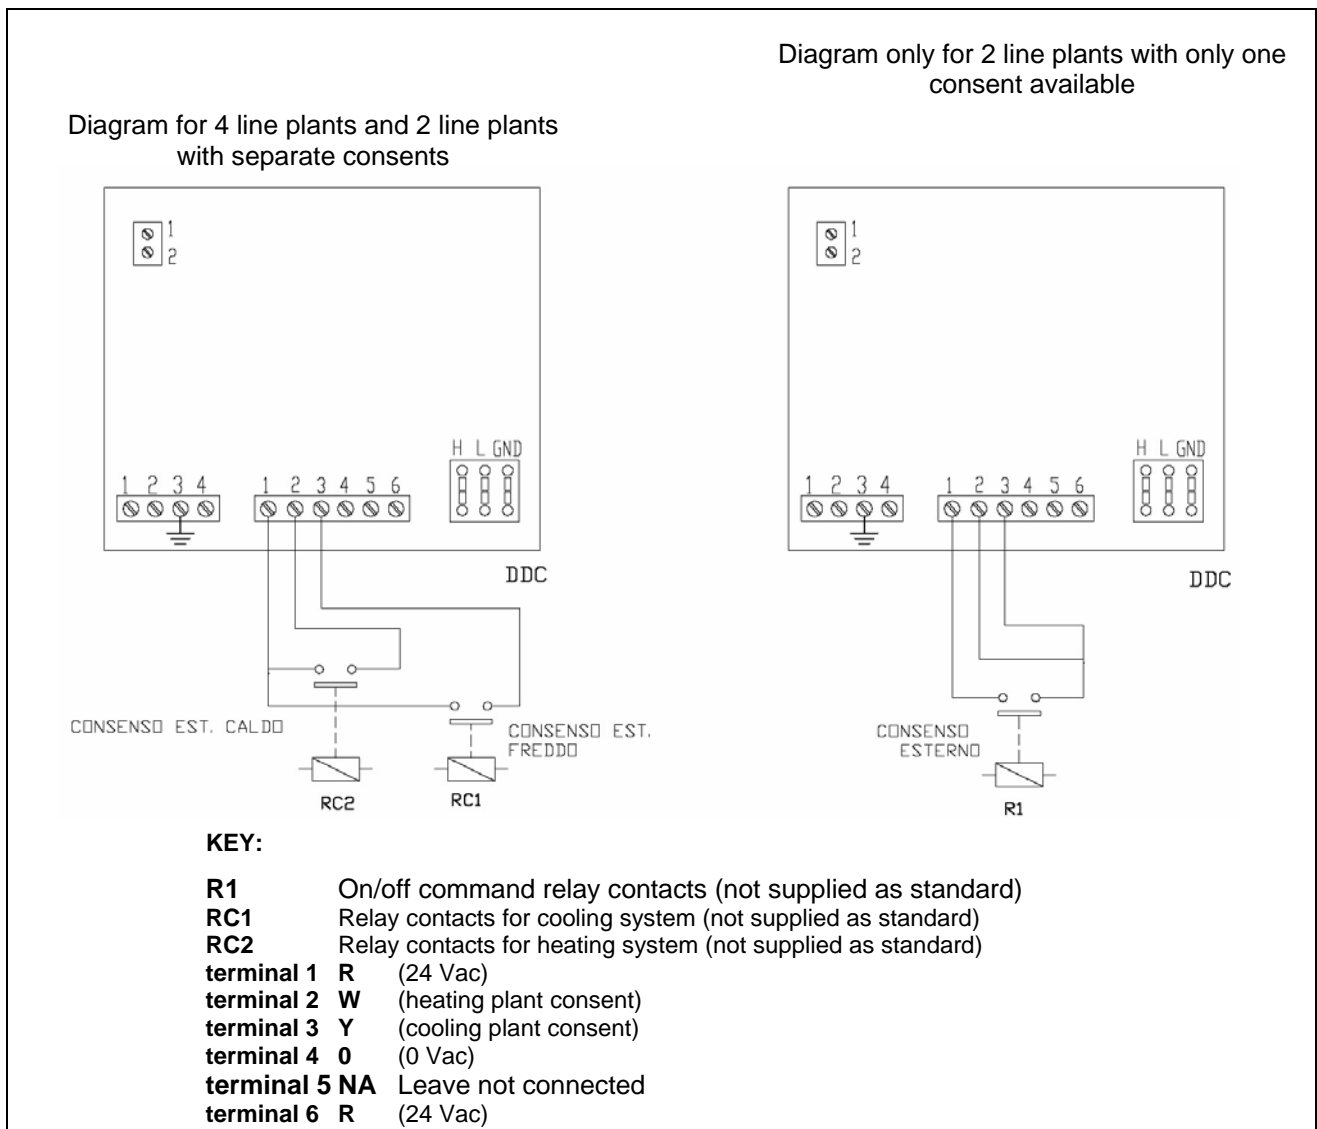 Diagram only for 2 line plants with only one
consent available
Diagram for 4 line plants and 2 line plants
with separate consents
1
2
H L GND
1 2 3 4
1 2 3 4 5 6
DDC
CONSENSO EST. CALDO
CONSENSO EST.
FREDDO
RC2
RC1
1
2
H L GND
1 2 3 4
1 2 3 4 5 6
DDC
CONSENSO
ESTERNO
R1
KEY:
R1 On/off command relay contacts (not supplied as standard)
RC1 Relay contacts for cooling system (not supplied as standard)
RC2 Relay contacts for heating system (not supplied as standard)
terminal 1 R (24 Vac)
terminal 2 W (heating plant consent)
terminal 3 Y (cooling plant consent)
terminal 4 0 (0 Vac)
terminal 5 NA Leave not connected
terminal 6 R (24 Vac)